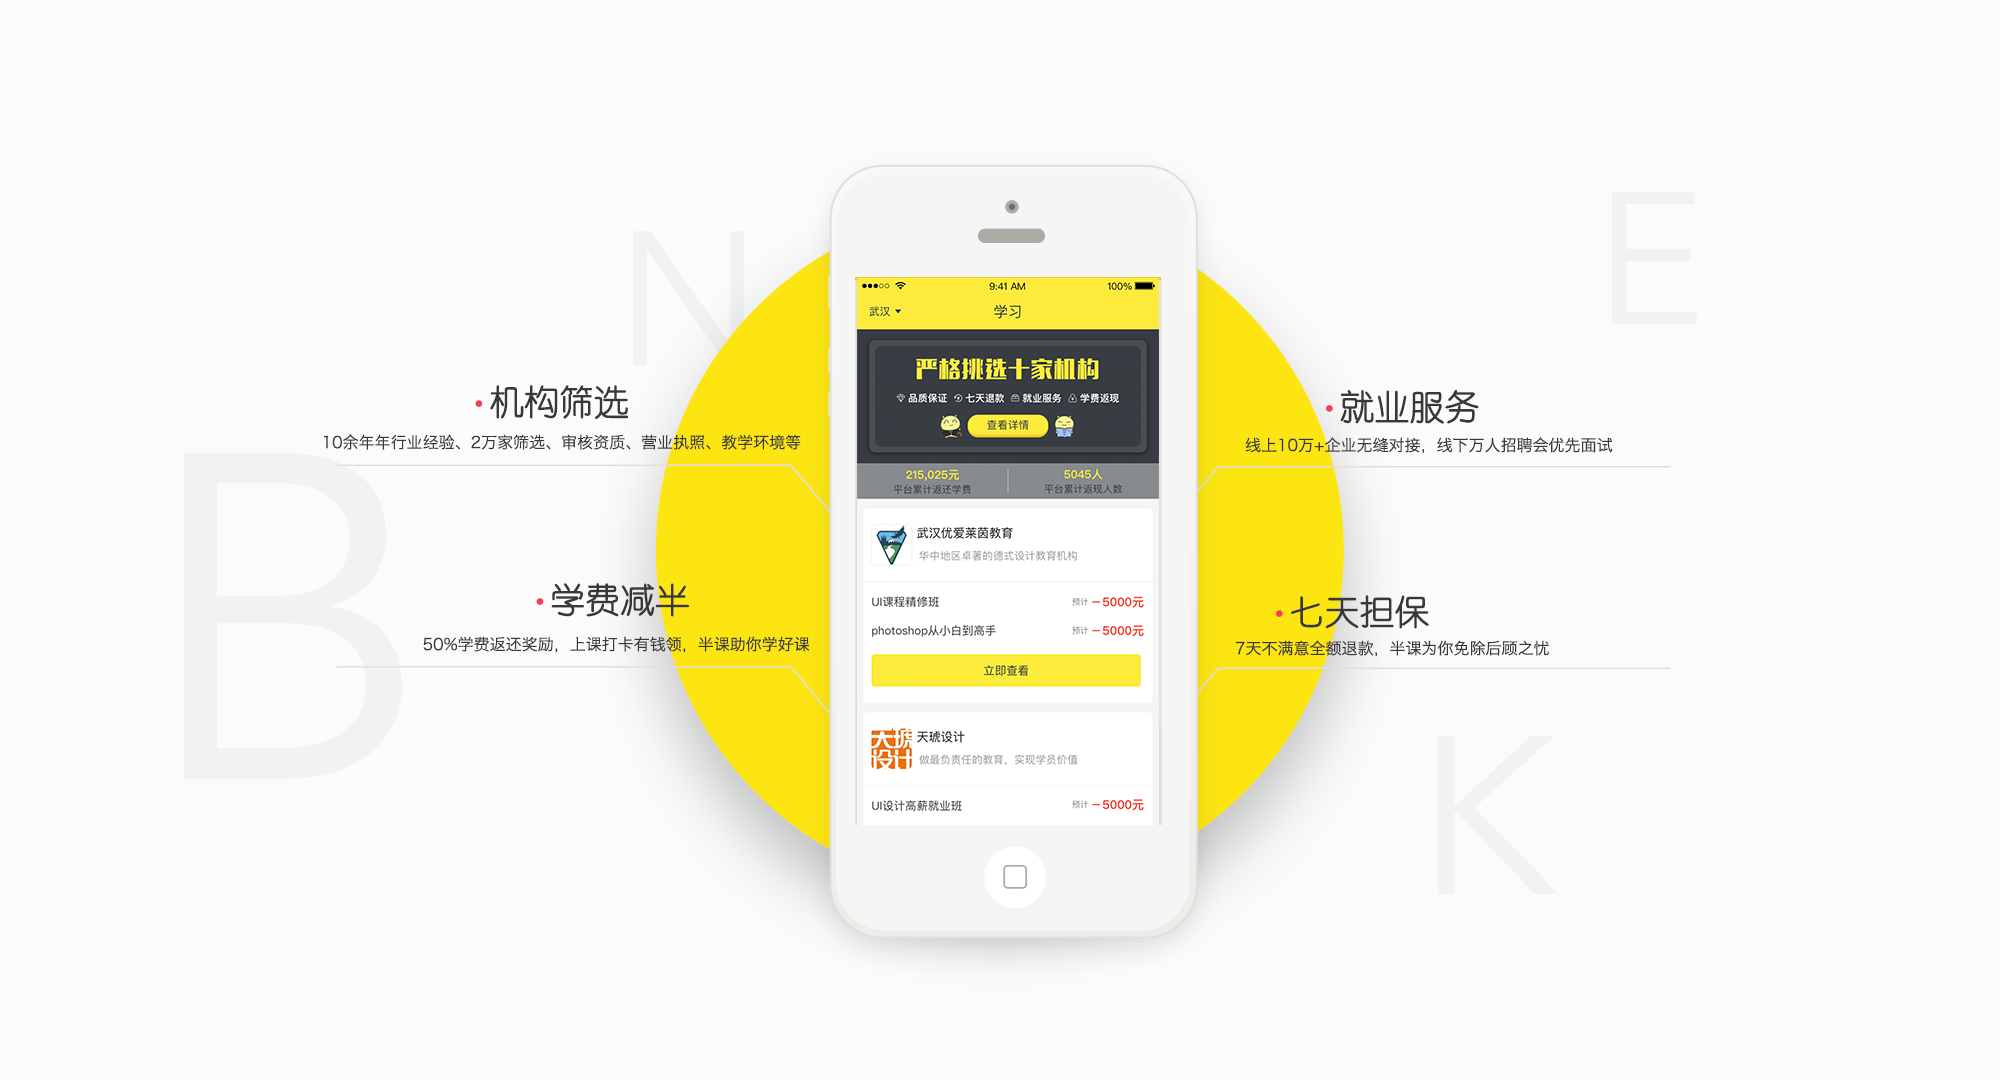 B
N
E
K
·机构筛选
10余年年行业经验、2万家筛选、审核资质、营业执照、教学环境等
·学费减半
50%学费返还奖励，上课打卡有钱领，半课助你学好课
9:41 AM
100%
武汉
学习
严格挑选十家机构
品质保证 七天退款 就业服务 学费返现
查看详情
215,025元
5045人
平台累计返还学费
平台累计返现人数
武汉优爱莱茵教育
华中地区卓著的德式设计教育机构
UI课程精修班
预计 －5000元
photoshop从小白到高手
预计 －5000元
立即查看
天琥设计
天琥设计
做最负责任的教育，实现学员价值
UI设计高薪就业班
预计 －5000元
·就业服务
线上10万+企业无缝对接，线下万人招聘会优先面试
·七天担保
7天不满意全额退款，半课为你免除后顾之忧